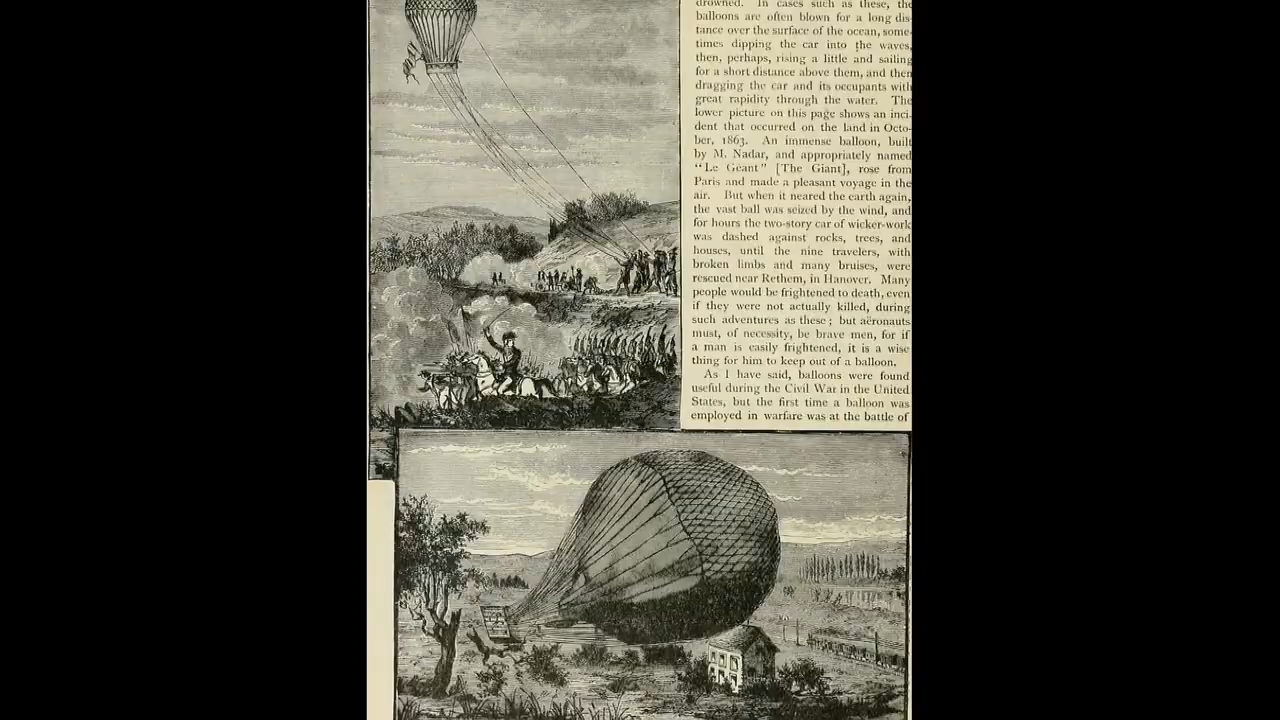 drowned. In cases such as these, the
balloons are often blown for a long dis-
tance over the surface of the ocean, some-
times dipping the car into the waves,
then, perhaps, rising a little and sailing
for a short distance above them, and then
dragging the car and its occupants with
great rapidity through the water. The
lower picture on this page shows an inci-
dent that occurred on the land in Octo-
ber, 1863. An immense balloon, built
by M. Nadar, and appropriately named
"Le Géant" [The Giant], rose from
Paris and made a pleasant voyage in the
air. But when it neared the earth again,
the vast ball was seized by the wind, and
for hours the two-story car of wicker-work
was dashed against rocks, trees, and
houses, until the nine travelers, with
broken limbs and many bruises, were
rescued near Rethem, in Hanover. Many
people would be frightened to death, even
if they were not actually killed, during
such adventures as these; but aëronauts
must, of necessity, be brave men, for if
a man is easily frightened, it is a wise
thing for him to keep out of a balloon.
As I have said, balloons were found
useful during the Civil War in the United
States, but the first time a balloon was
employed in warfare was at the battle of